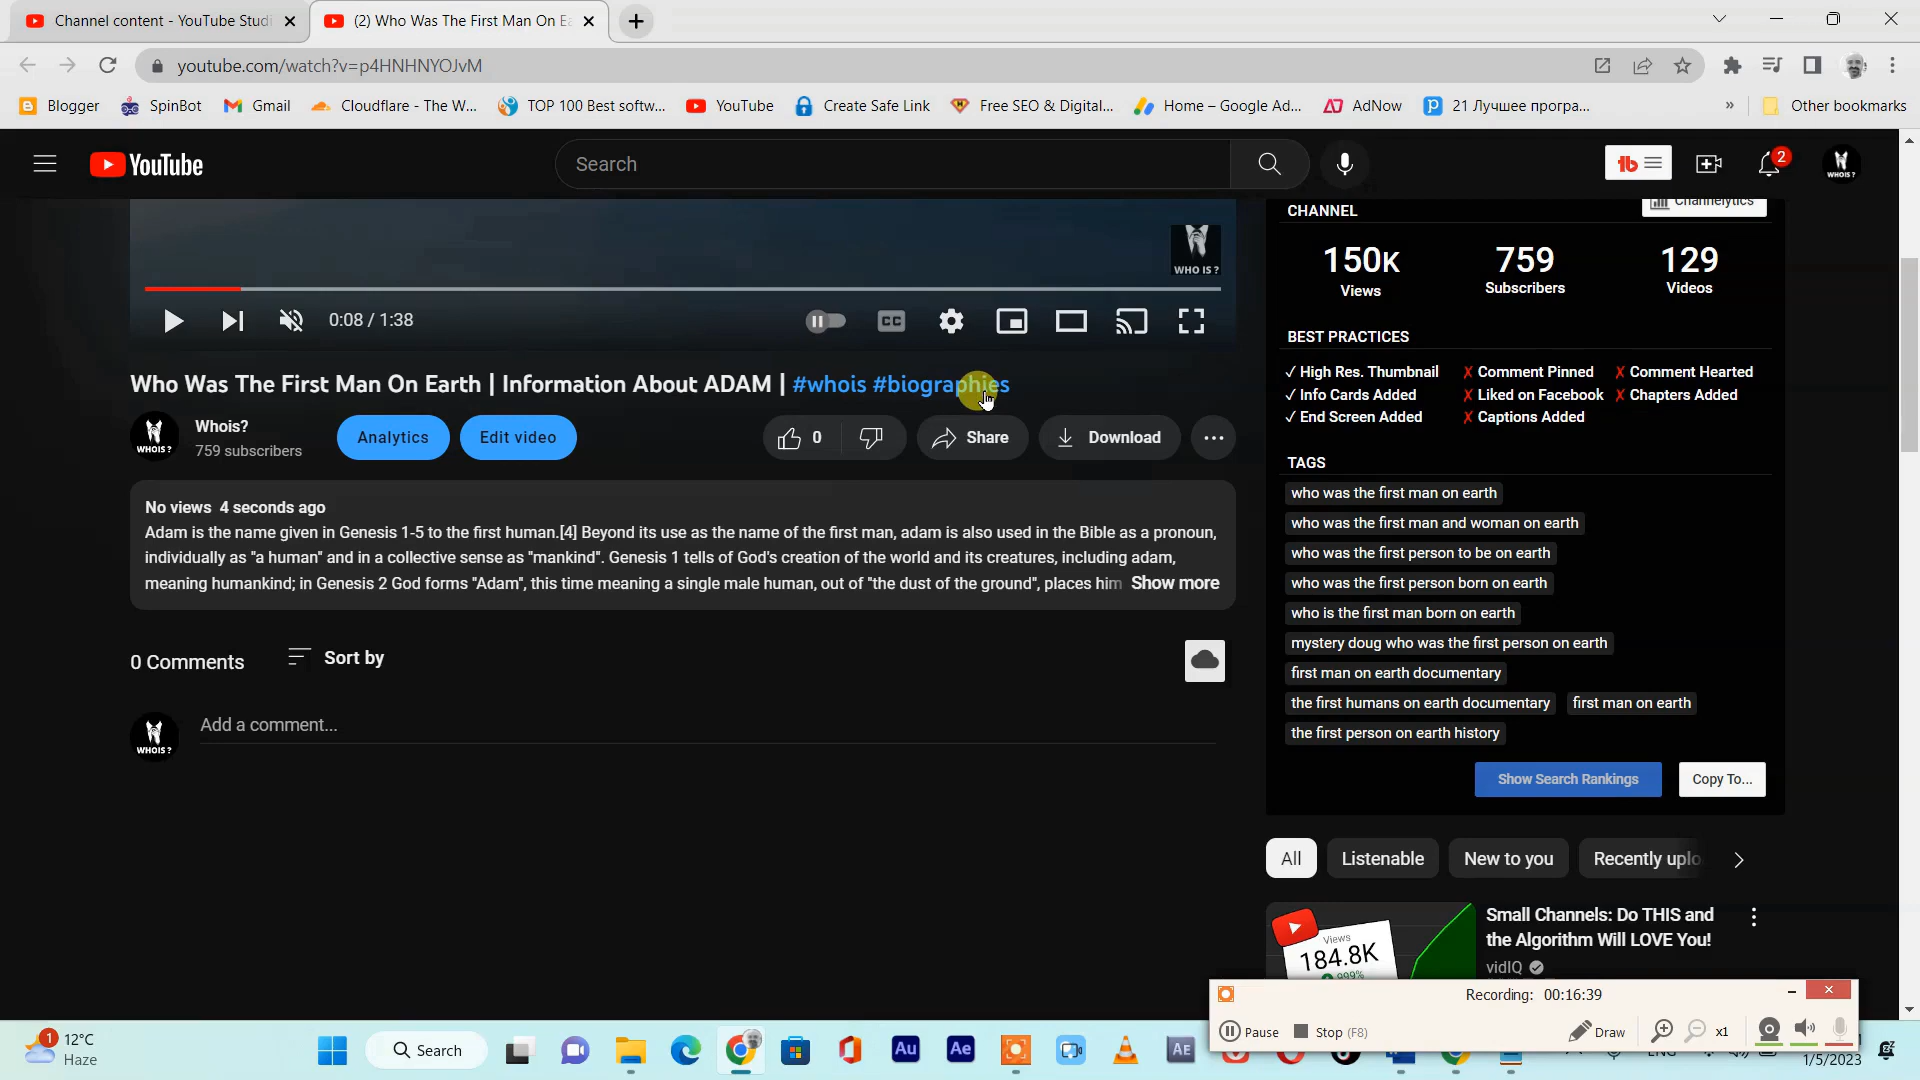 Channel content - YouTube Studi
(2) Who Was The First Man On Ea
youtube.com/watch?v=p4HNHNYOJvM
Blogger
SpinBot
Gmail
Cloudflare - The W...
TOP 100 Best softw...
YouTube
Create Safe Link
Free SEO & Digital...
Home – Google Ad...
AdNow
21 Лучшее програ...
»
Other bookmarks
YouTube
Search
tb
2
WHOIS ?
CHANNEL
Channelytics
150K
Views
759
Subscribers
129
Videos
WHO IS ?
0:08 / 1:38
CC
BEST PRACTICES
✓ High Res. Thumbnail
✗ Comment Pinned
✗ Comment Hearted
✓ Info Cards Added
✗ Liked on Facebook
✗ Chapters Added
✓ End Screen Added
✗ Captions Added
Who Was The First Man On Earth | Information About ADAM | #whois #biographies
WHOIS ?
Whois?
759 subscribers
Analytics
Edit video
0
Share
Download
No views 4 seconds ago
Adam is the name given in Genesis 1-5 to the first human.[4] Beyond its use as the name of the first man, adam is also used in the Bible as a pronoun,
individually as "a human" and in a collective sense as "mankind". Genesis 1 tells of God's creation of the world and its creatures, including adam,
meaning humankind; in Genesis 2 God forms "Adam", this time meaning a single male human, out of "the dust of the ground", places him Show more
0 Comments
Sort by
WHOIS ?
Add a comment...
TAGS
who was the first man on earth
who was the first man and woman on earth
who was the first person to be on earth
who was the first person born on earth
who is the first man born on earth
mystery doug who was the first person on earth
first man on earth documentary
the first humans on earth documentary
first man on earth
the first person on earth history
Show Search Rankings
Copy To...
All
Listenable
New to you
Recently uplo
Views
184.8K
999%
Small Channels: Do THIS and
the Algorithm Will LOVE You!
vidIQ
Recording: 00:16:39
Pause
Stop (F8)
Draw
x1
1
12°C
Haze
Search
Au
Ae
AE
1/5/2023